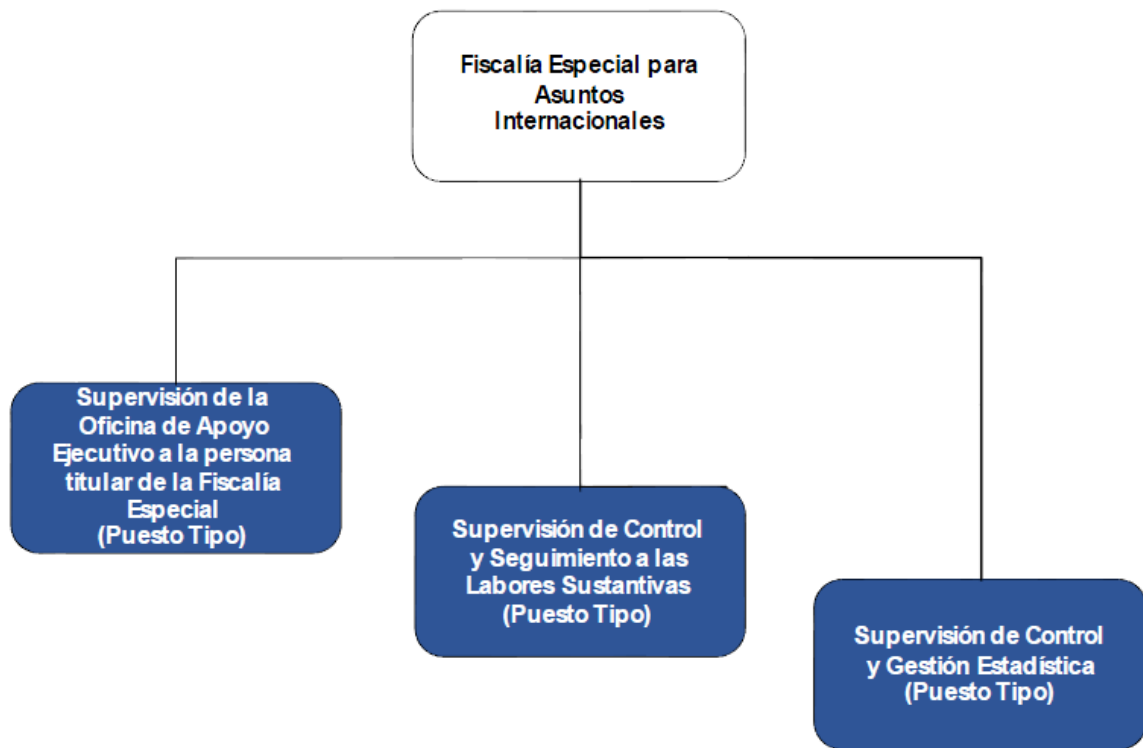 Fiscalía Especial para
Asuntos
Internacionales
Supervisión de la
Oficina de Apoyo
Ejecutivo a la persona
titular de la Fiscalía
Especial
(Puesto Tipo)
Supervisión de Control
y Seguimiento a las
Labores Sustantivas
(Puesto Tipo)
Supervisión de Control
y Gestión Estadística
(Puesto Tipo)